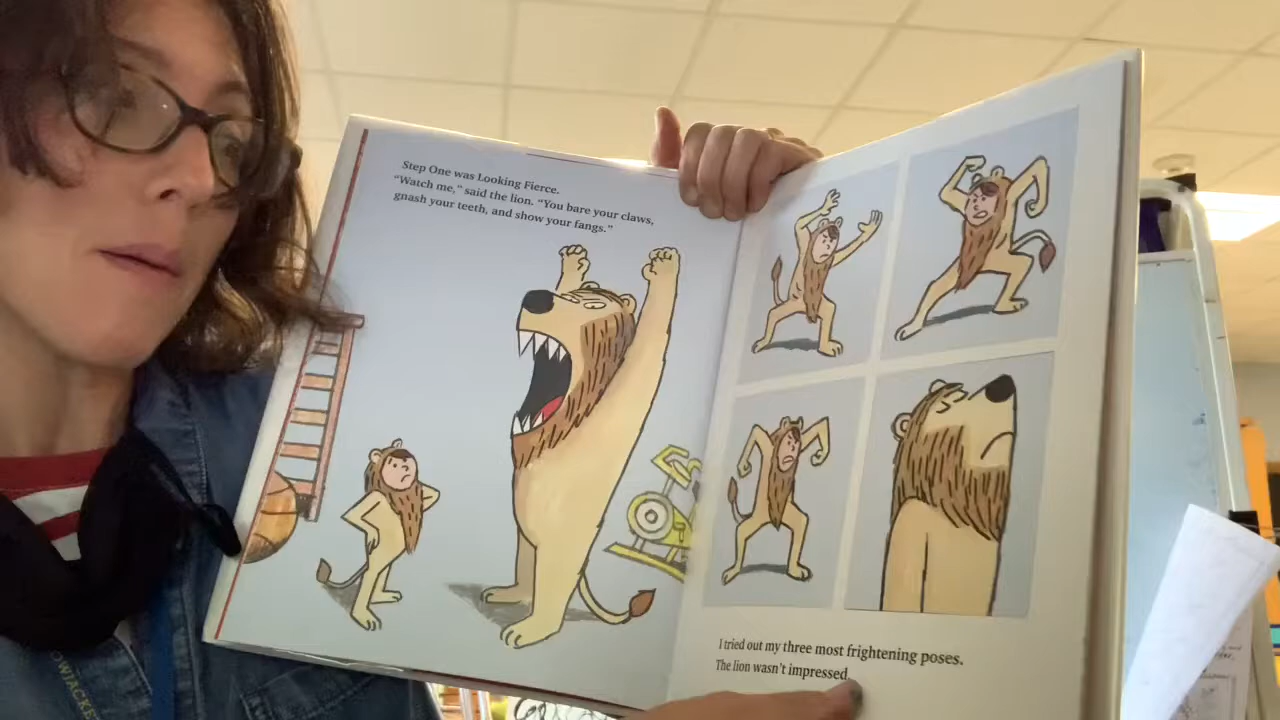 Step One was Looking Fierce.
"Watch me," said the lion. "You bare your claws,
gnash your teeth, and show your fangs."
I tried out my three most frightening poses.
The lion wasn't impressed.